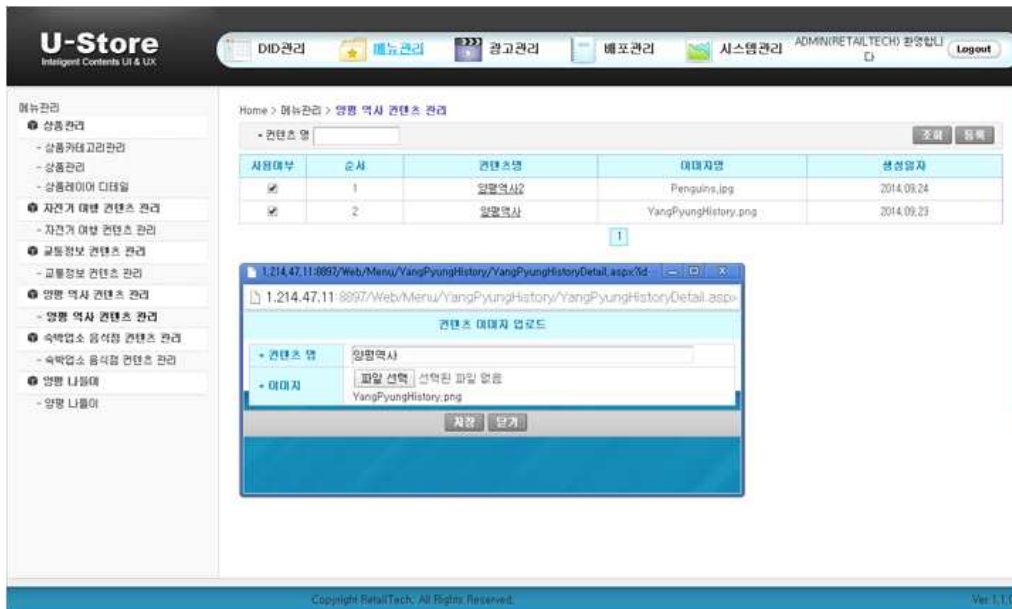 U-Store
Inteligent Contents UI & UX
DID관리
메뉴관리
광고관리
배포관리
시스템관리
ADMIN(RETAILTECH) 환영합니다
Logout
메뉴관리
상품관리
- 상품카테고리관리
- 상품관리
- 상품레이어 디테일
자전거 여행 컨텐츠 관리
- 자전거 여행 컨텐츠 관리
교통정보 컨텐츠 관리
- 교통정보 컨텐츠 관리
양평 역사 컨텐츠 관리
- 양평 역사 컨텐츠 관리
숙박업소 음식점 컨텐츠 관리
- 숙박업소 음식점 컨텐츠 관리
양평 나들이
- 양평 나들이
Home > 메뉴관리 > 양평 역사 컨텐츠 관리
컨텐츠 명
조회 등록
사용여부 순서 컨텐츠명 이미지명 생성일자
1 양평역사2 Penguins.jpg 2014.09.24
2 양평역사 YangPyungHistory.png 2014.09.23
1
1.214.47.11:8897/Web/Menu/YangPyungHistory/YangPyungHistoryDetail.aspx?id
1.214.47.11:8897/Web/Menu/YangPyungHistory/YangPyungHistoryDetail.aspx
컨텐츠 이미지 업로드
컨텐츠 명 양평역사
이미지 파일 선택 선택된 파일 없음
YangPyungHistory.png
저장 닫기
Copyright RetailTech. All Rights Reserved.
Ver 1.1.0